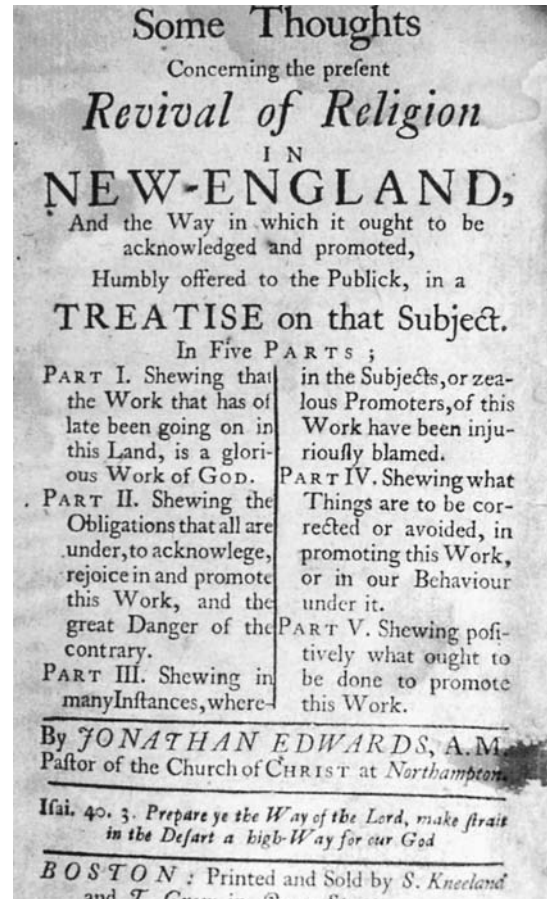 Some Thoughts
Concerning the preſent
Revival of Religion
IN
NEW-ENGLAND,
And the Way in which it ought to be
acknowledged and promoted,
Humbly offered to the Publick, in a
TREATISE on that Subject.
In Five PARTS;
PART I. Shewing that
the Work that has of
late been going on in
this Land, is a glori-
ous Work of GOD.
PART II. Shewing the
Obligations that all are
under, to acknowlege,
rejoice in and promote
this Work, and the
great Danger of the
contrary.
PART III. Shewing in
many Inſtances, where-
in the Subjects, or zea-
lous Promoters, of this
Work have been inju-
riouſly blamed.
PART IV. Shewing what
Things are to be cor-
rected or avoided, in
promoting this Work,
or in our Behaviour
under it.
PART V. Shewing poſi-
tively what ought to
be done to promote
this Work.
By JONATHAN EDWARDS, A.M.
Paſtor of the Church of CHRIST at Northampton.
Iſai. 40. 3. Prepare ye the Way of the Lord, make ſtrait
in the Deſart a high-Way for our God
BOSTON: Printed and Sold by S. Kneeland
and T.